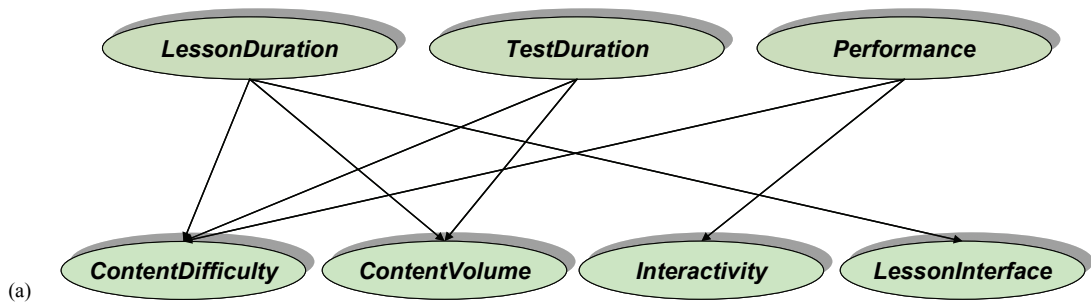 LessonDuration TestDuration Performance
ContentDifficulty ContentVolume Interactivity LessonInterface
(a)